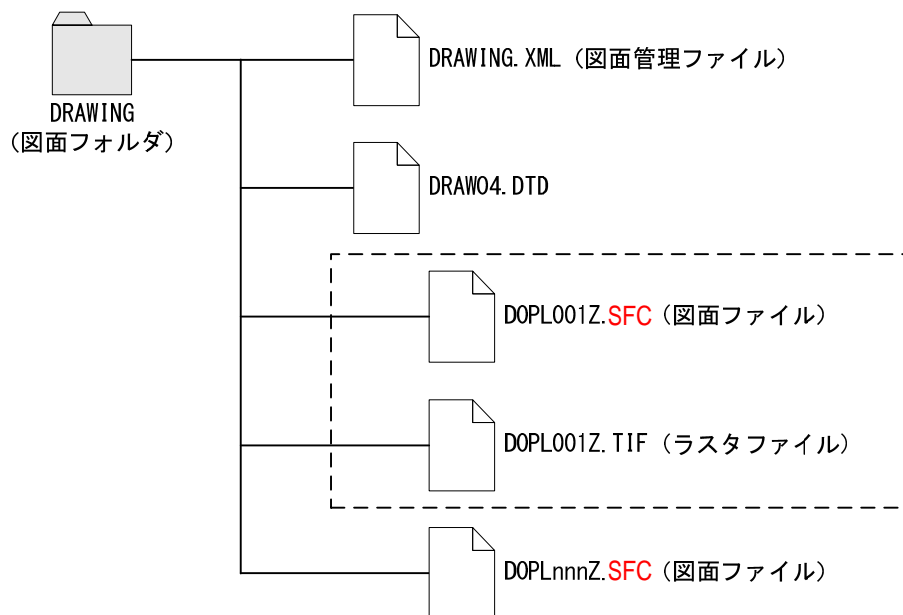 DRAWING.XML（図面管理ファイル）
DRAWING
（図面フォルダ）
DRAW04.DTD
D0PL001Z.SFC（図面ファイル）
D0PL001Z.TIF（ラスタファイル）
D0PLnnnZ.SFC（図面ファイル）